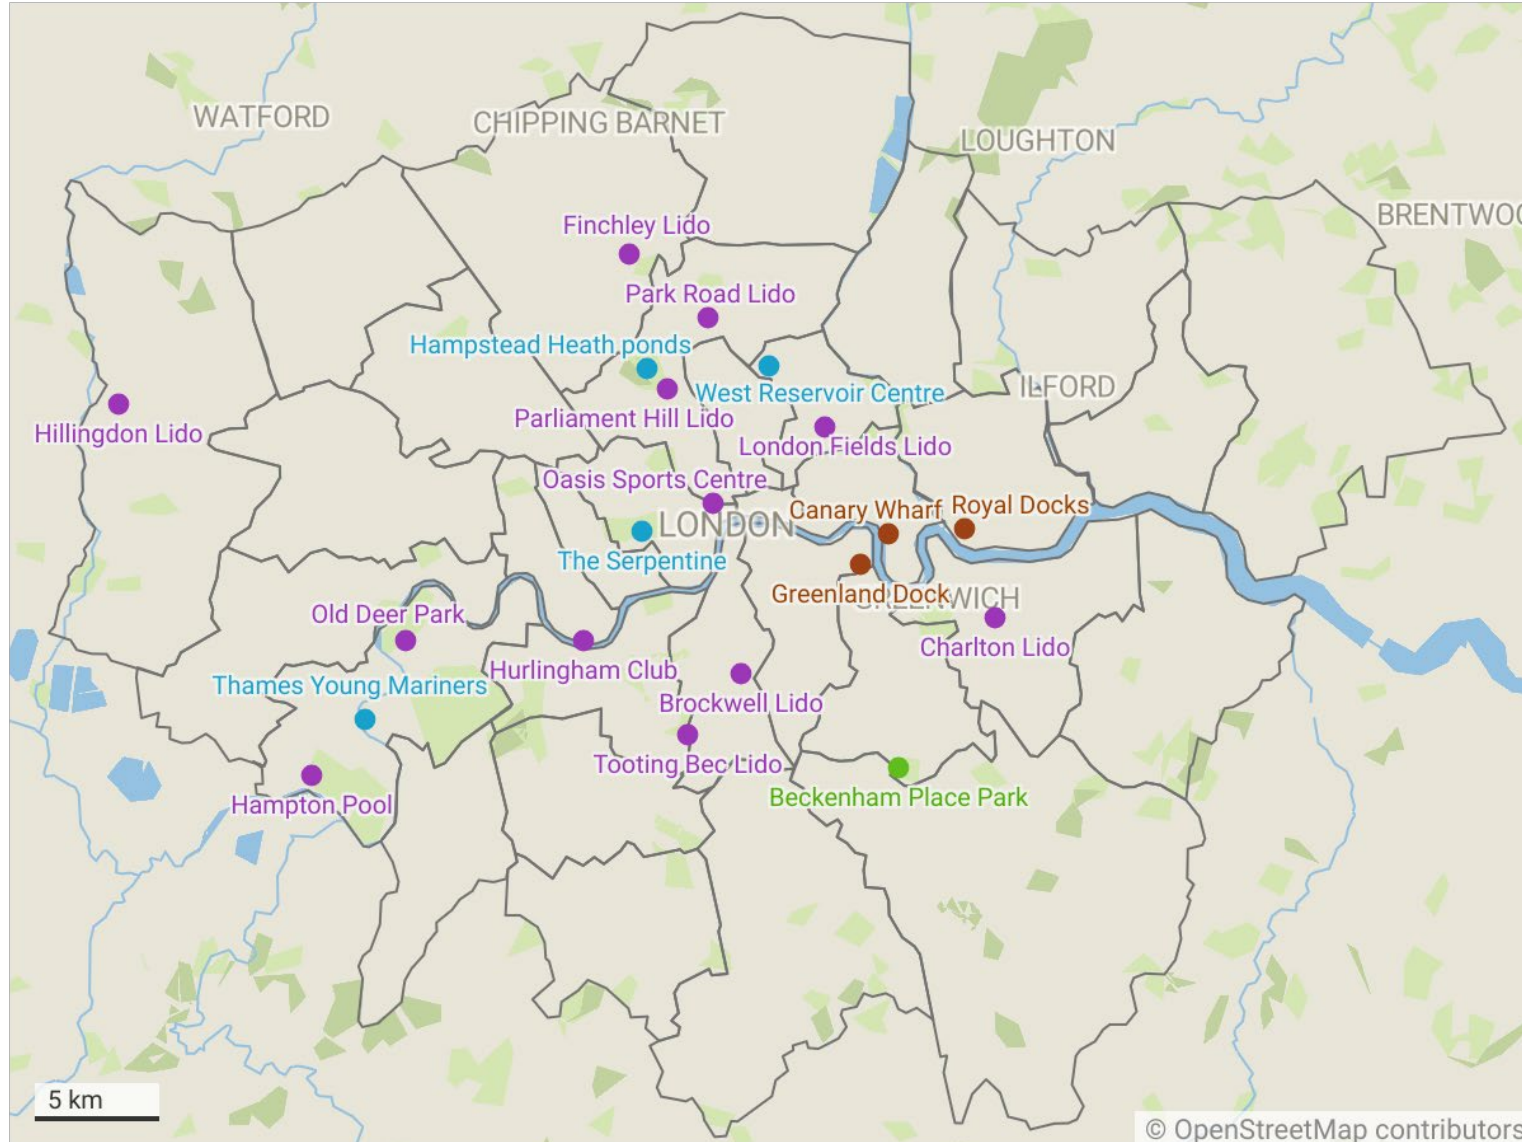 WATFORD
CHIPPING BARNET
LOUGHTON
BRENTWOO
Finchley Lido
Park Road Lido
Hampstead Heath ponds
West Reservoir Centre
ILFORD
Parliament Hill Lido
Hillingdon Lido
London Fields Lido
Oasis Sports Centre
LONDON
Canary Wharf
Royal Docks
The Serpentine
Greenland Dock
GREENWICH
Old Deer Park
Charlton Lido
Hurlingham Club
Thames Young Mariners
Brockwell Lido
Tooting Bec Lido
Beckenham Place Park
Hampton Pool
5 km
© OpenStreetMap contributors